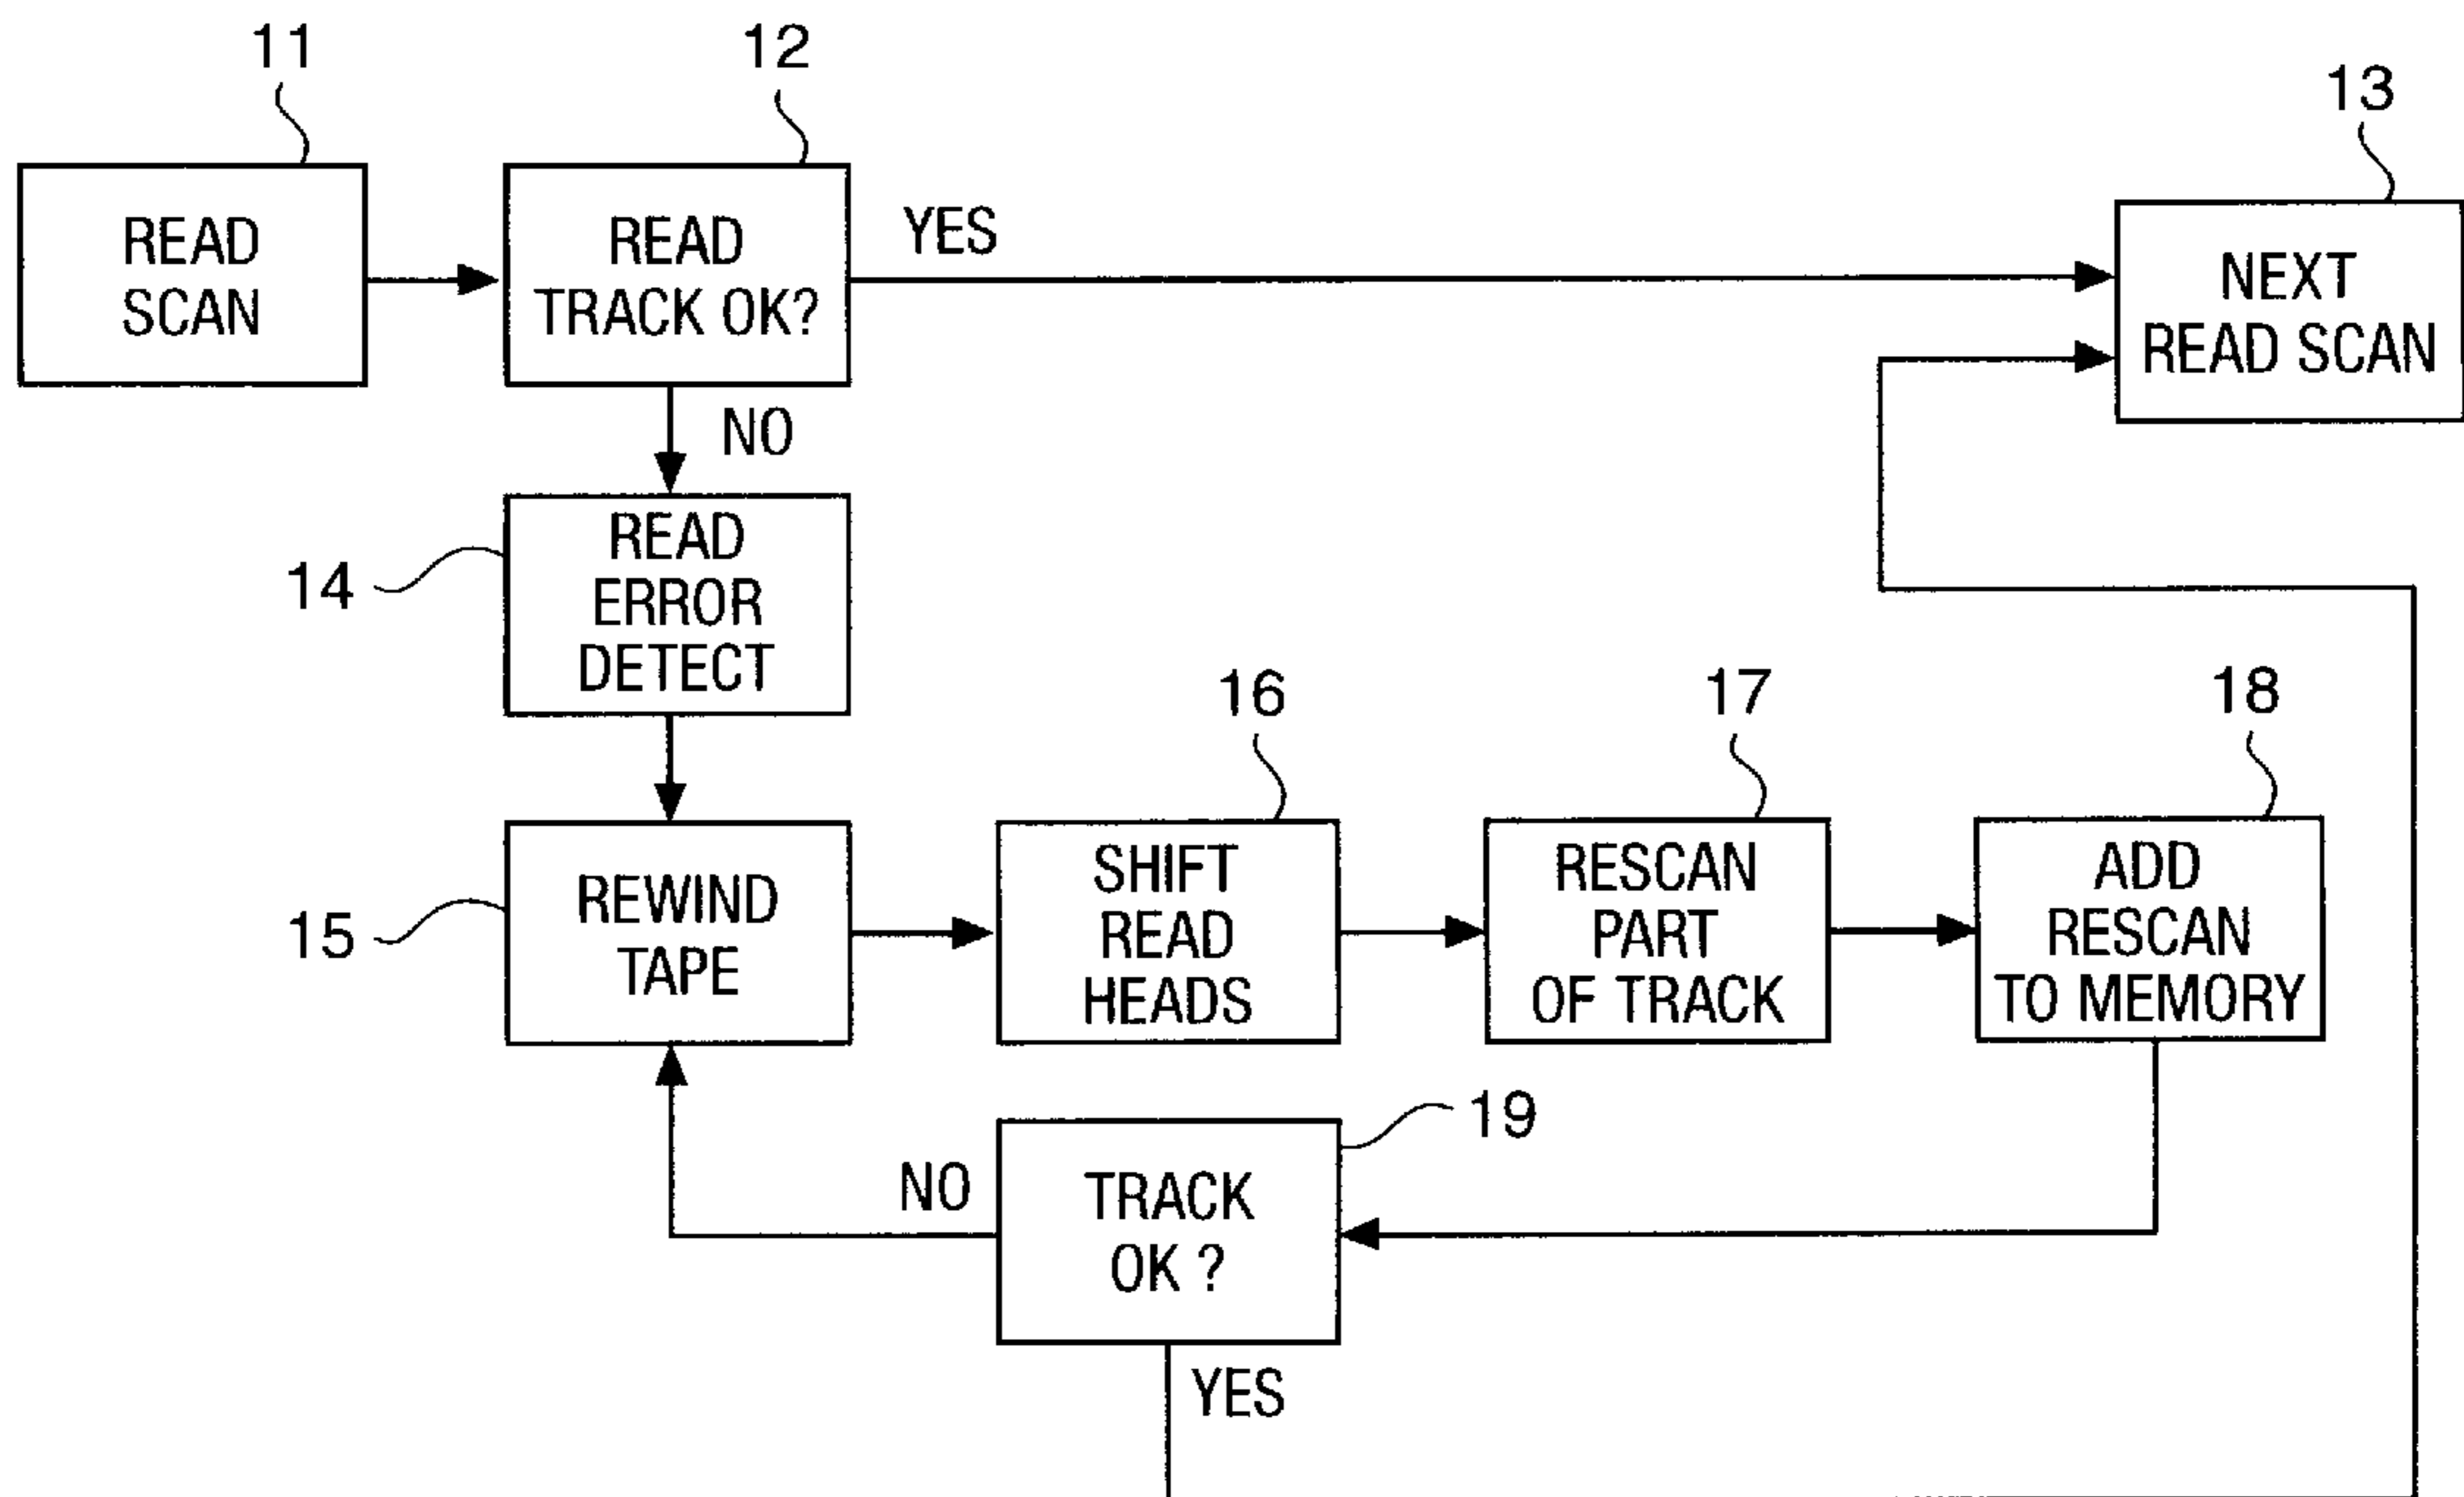 11
12
13
READ
SCAN
READ
TRACK OK?
YES
NEXT
READ SCAN
NO
14
READ
ERROR
DETECT
16
17
18
15
REWIND
TAPE
SHIFT
READ
HEADS
RESCAN
PART
OF TRACK
ADD
RESCAN
TO MEMORY
19
NO
TRACK
OK ?
YES